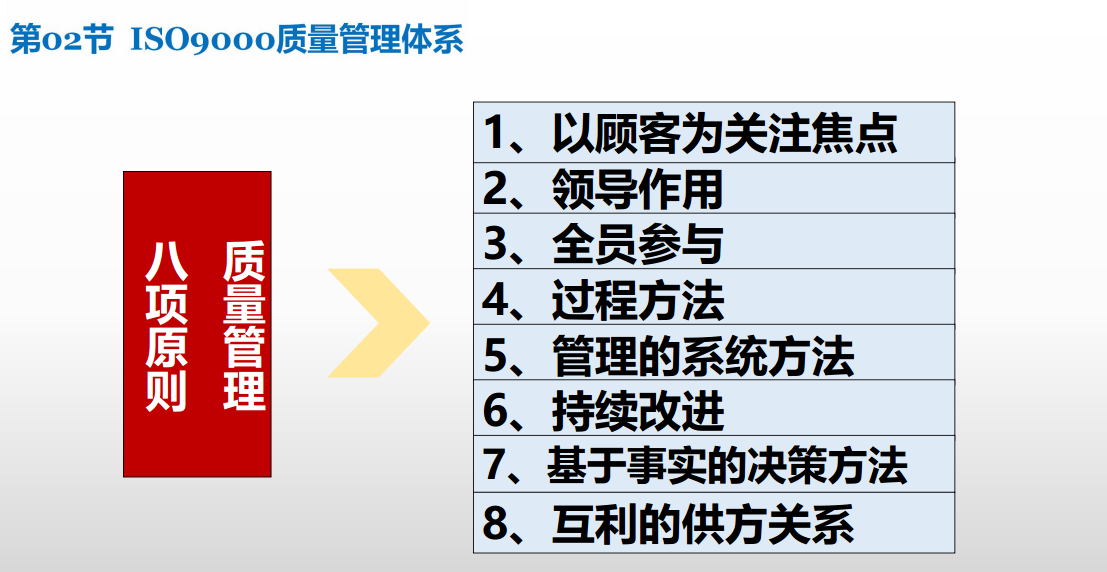 第02节 ISO9000质量管理体系
质量管理
八项原则
1、以顾客为关注焦点
2、领导作用
3、全员参与
4、过程方法
5、管理的系统方法
6、持续改进
7、基于事实的决策方法
8、互利的供方关系